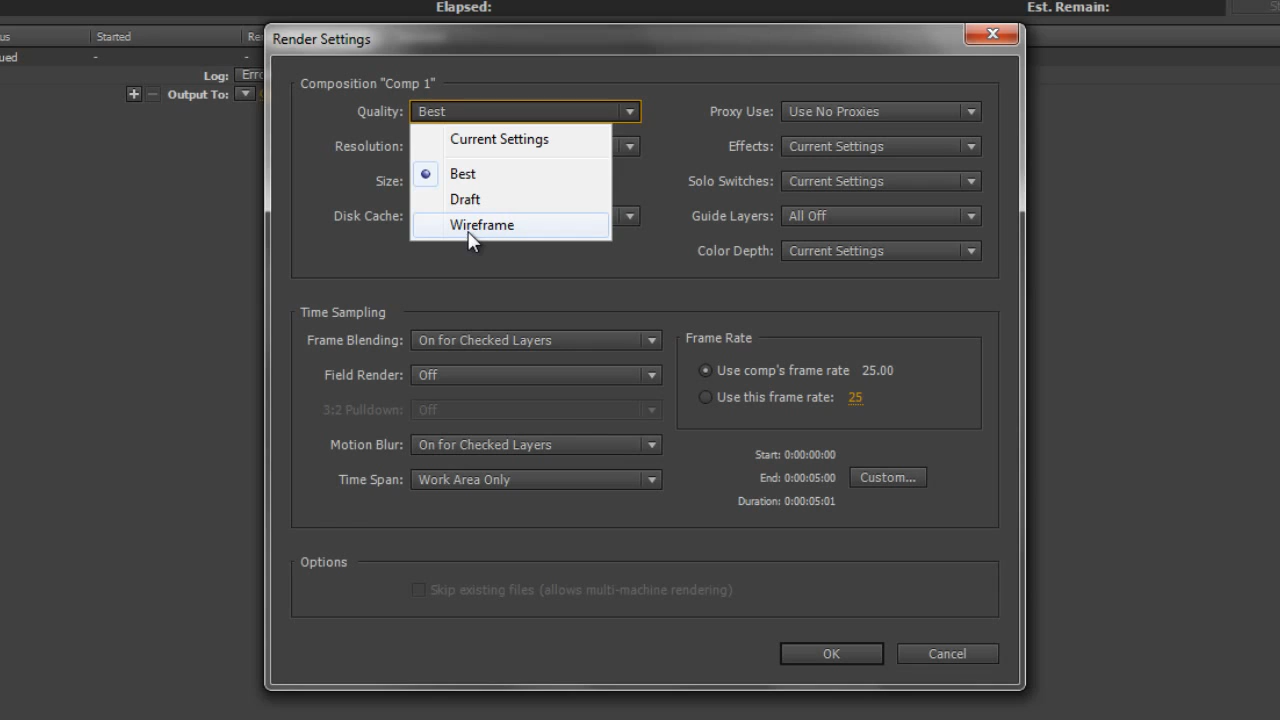 Elapsed:
Est. Remain:
us
Started
Re
ued
-
-
Log:
Erro
Output To:
Render Settings
Composition "Comp 1"
Quality:
Best
Current Settings
Best
Draft
Wireframe
Resolution:
Size:
Disk Cache:
Proxy Use:
Use No Proxies
Effects:
Current Settings
Solo Switches:
Current Settings
Guide Layers:
All Off
Color Depth:
Current Settings
Time Sampling
Frame Blending:
On for Checked Layers
Field Render:
Off
3:2 Pulldown:
Off
Motion Blur:
On for Checked Layers
Time Span:
Work Area Only
Frame Rate
Use comp's frame rate 25.00
Use this frame rate: 25
Start: 0:00:00:00
End: 0:00:05:00
Custom...
Duration: 0:00:05:01
Options
Skip existing files (allows multi-machine rendering)
OK
Cancel